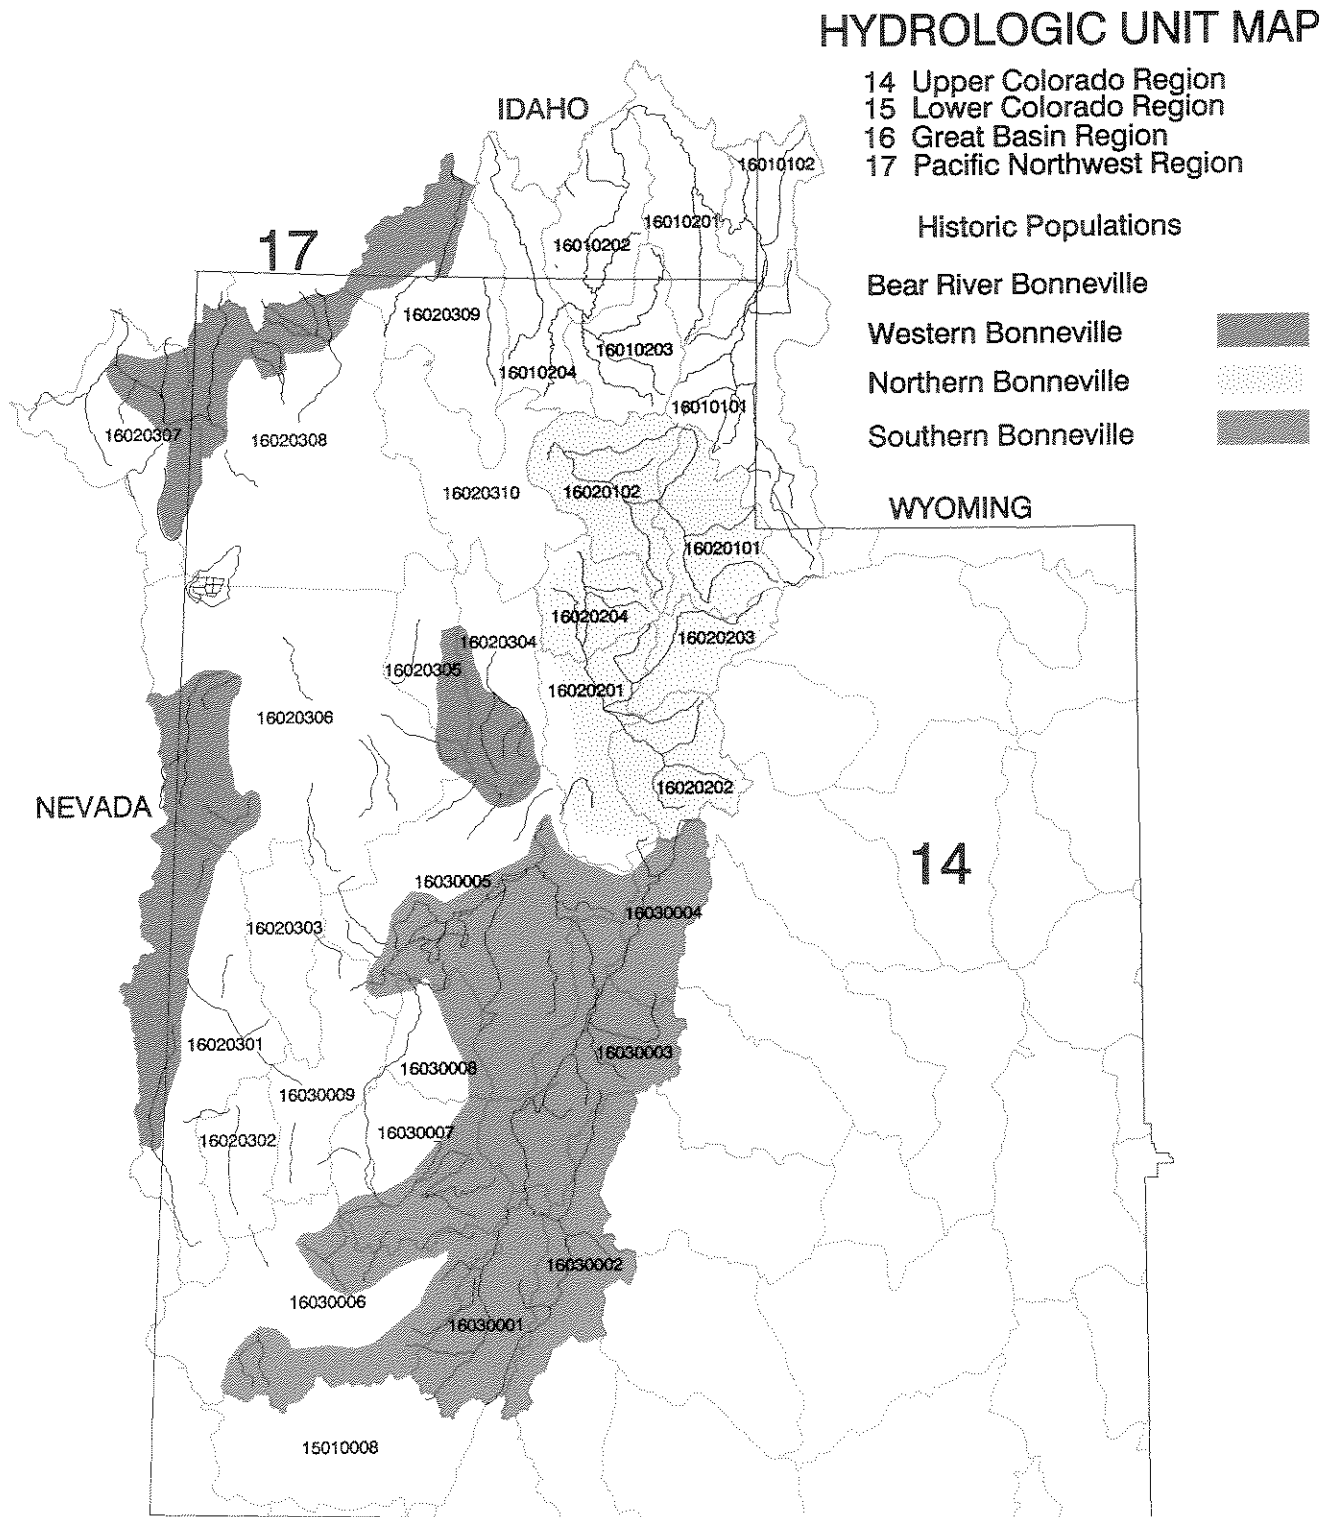 HYDROLOGIC UNIT MAP
14 Upper Colorado Region
15 Lower Colorado Region
16 Great Basin Region
17 Pacific Northwest Region
Historic Populations
Bear River Bonneville
Western Bonneville
Northern Bonneville
Southern Bonneville
IDAHO
16010102
16010201
16010202
17
16020309
16010203
16010204
16010101
16020307
16020308
16020310
16020102
WYOMING
16020101
16020204
16020203
16020304
16020305
16020201
16020306
16020202
NEVADA
14
16030005
16030004
16020303
16020301
16030003
16030008
16030009
16030007
16020302
16030002
16030006
16030001
15010008